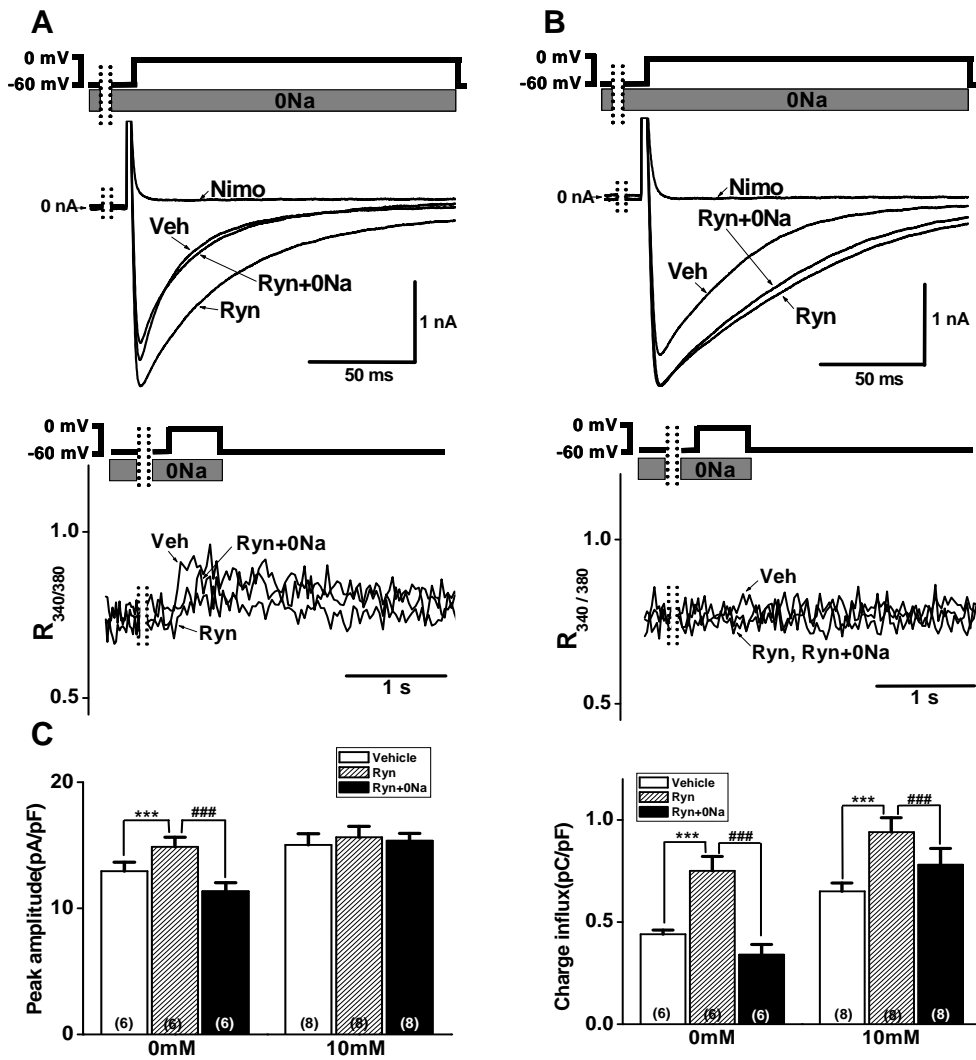 A
0 mV
-60 mV
0Na
0 nA
Nimo
Veh
Ryn+0Na
Ryn
1 nA
50 ms
0 mV
-60 mV
0Na
1.0
R340/380
0.5
Veh
Ryn+0Na
Ryn
1 s
B
0 mV
-60 mV
0Na
0 nA
Nimo
Ryn+0Na
Veh
Ryn
1 nA
50 ms
0 mV
-60 mV
0Na
1.0
R340 / 380
0.5
Veh
Ryn, Ryn+0Na
1 s
C
Vehicle
Ryn
Ryn+0Na
Peak amplitude(pA/pF)
20
10
0
*** ###
(6) (6) (6) (8) (8) (8)
0mM 10mM
Vehicle
Ryn
Ryn+0Na
Charge influx(pC/pF)
1.0
0.5
0.0
*** ###
*** ###
(6) (6) (6) (8) (8) (8)
0mM 10mM